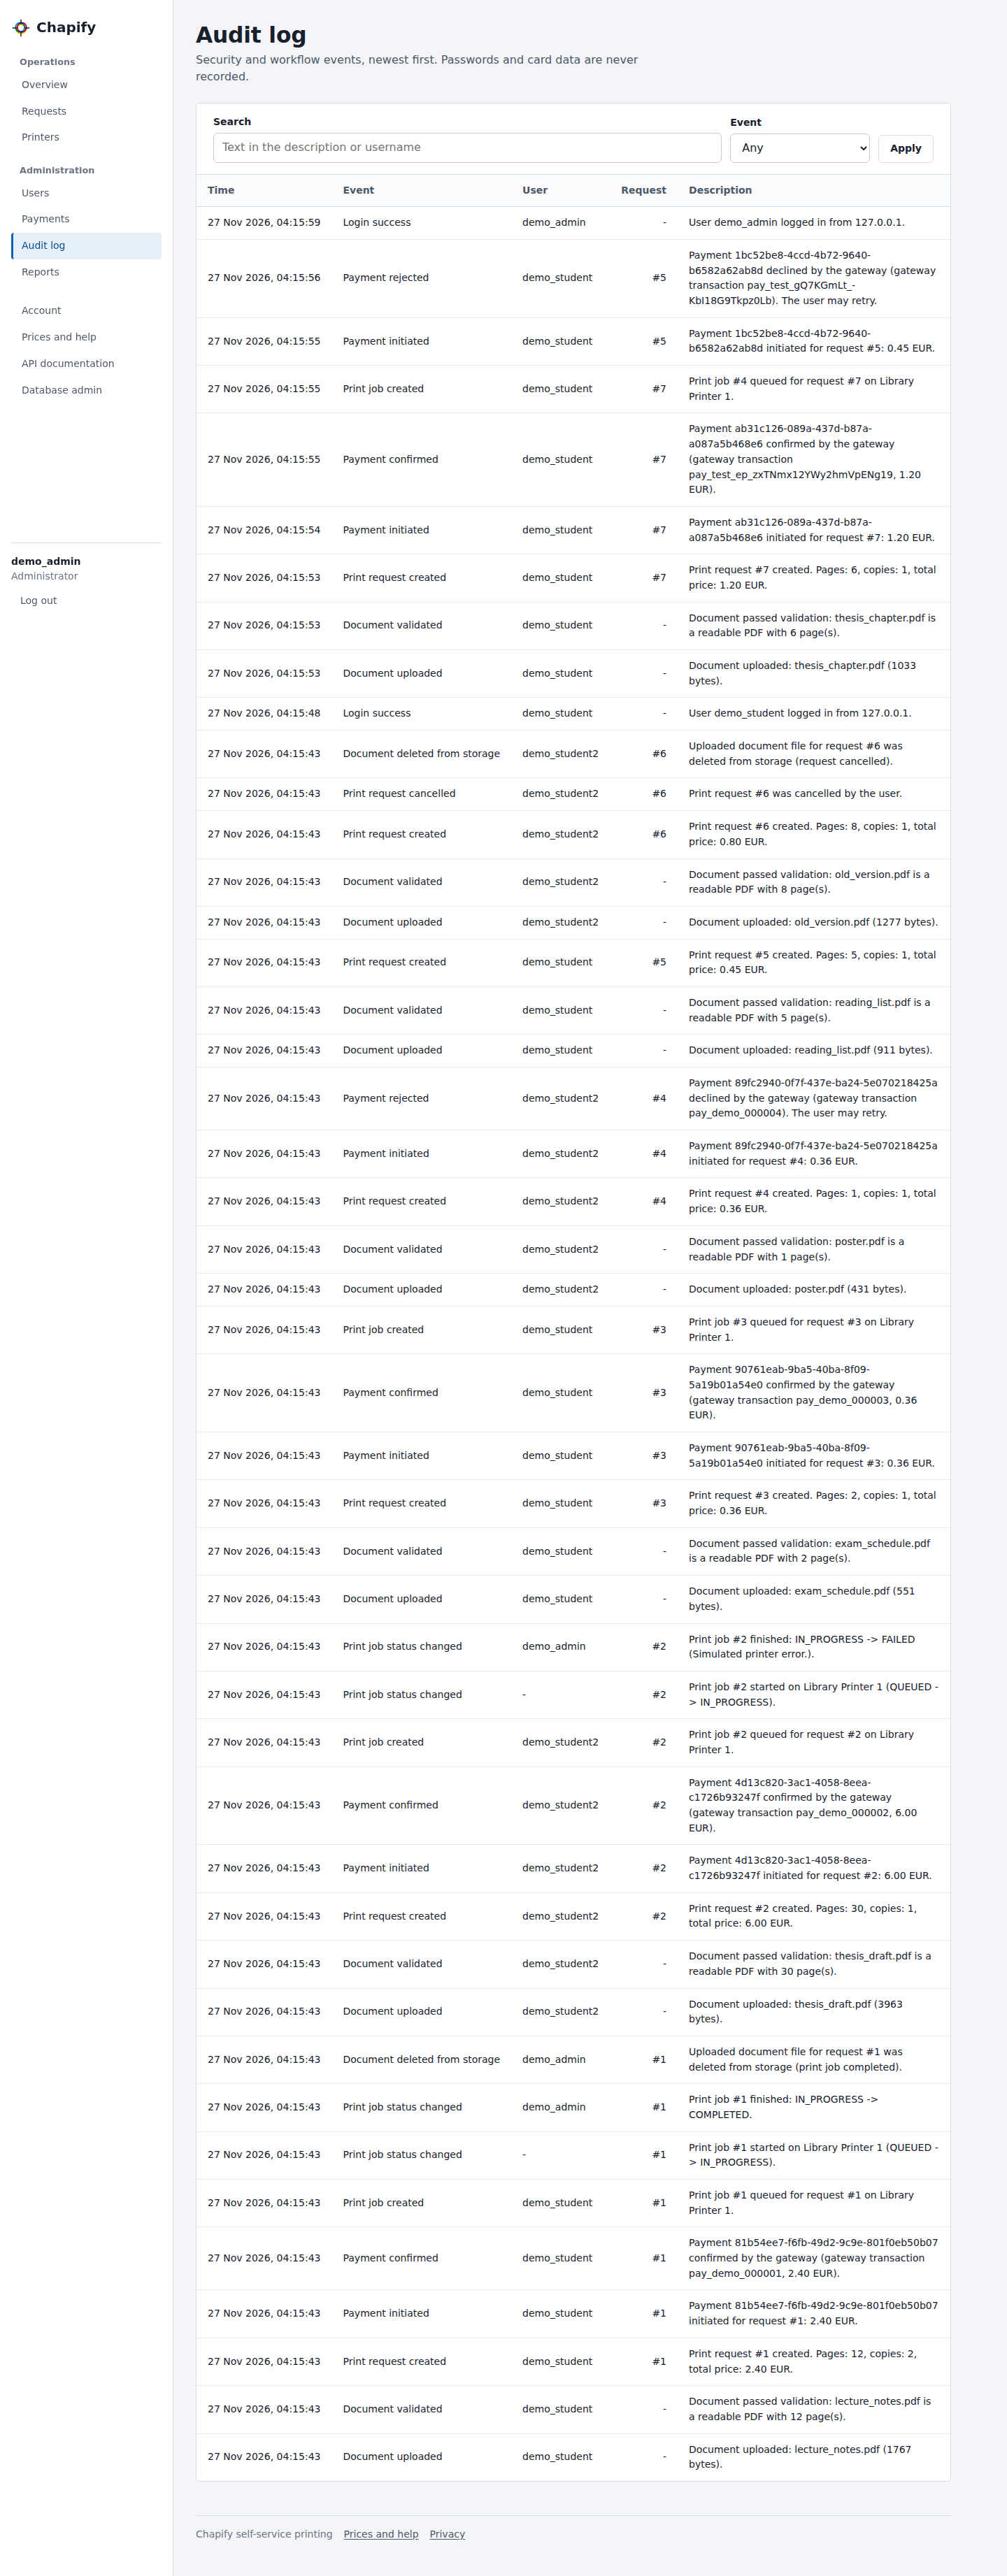 Chapify
Operations
Overview
Requests
Printers
Administration
Users
Payments
Audit log
Reports
Account
Prices and help
API documentation
Database admin
demo_admin
Administrator
Log out
Audit log
Security and workflow events, newest first. Passwords and card data are never
recorded.
Search
Text in the description or username
Event
Any
Apply
Time Event User Request Description
27 Nov 2026, 04:15:59 Login success demo_admin - User demo_admin logged in from 127.0.0.1.
27 Nov 2026, 04:15:56 Payment rejected demo_student #5 Payment 1bc52be8-4ccd-4b72-9640-
b6582a62ab8d declined by the gateway (gateway
transaction pay_test_gQ7KGmLt_-
KbI18G9Tkpz0Lb). The user may retry.
27 Nov 2026, 04:15:55 Payment initiated demo_student #5 Payment 1bc52be8-4ccd-4b72-9640-
b6582a62ab8d initiated for request #5: 0.45 EUR.
27 Nov 2026, 04:15:55 Print job created demo_student #7 Print job #4 queued for request #7 on Library
Printer 1.
27 Nov 2026, 04:15:55 Payment confirmed demo_student #7 Payment ab31c126-089a-437d-b87a-
a087a5b468e6 confirmed by the gateway
(gateway transaction
pay_test_ep_zxTNmx12YWy2hmVpENg19, 1.20
EUR).
27 Nov 2026, 04:15:54 Payment initiated demo_student #7 Payment ab31c126-089a-437d-b87a-
a087a5b468e6 initiated for request #7: 1.20 EUR.
27 Nov 2026, 04:15:53 Print request created demo_student #7 Print request #7 created. Pages: 6, copies: 1, total
price: 1.20 EUR.
27 Nov 2026, 04:15:53 Document validated demo_student - Document passed validation: thesis_chapter.pdf is
a readable PDF with 6 page(s).
27 Nov 2026, 04:15:53 Document uploaded demo_student - Document uploaded: thesis_chapter.pdf (1033
bytes).
27 Nov 2026, 04:15:48 Login success demo_student - User demo_student logged in from 127.0.0.1.
27 Nov 2026, 04:15:43 Document deleted from storage demo_student2 #6 Uploaded document file for request #6 was
deleted from storage (request cancelled).
27 Nov 2026, 04:15:43 Print request cancelled demo_student2 #6 Print request #6 was cancelled by the user.
27 Nov 2026, 04:15:43 Print request created demo_student2 #6 Print request #6 created. Pages: 8, copies: 1, total
price: 0.80 EUR.
27 Nov 2026, 04:15:43 Document validated demo_student2 - Document passed validation: old_version.pdf is a
readable PDF with 8 page(s).
27 Nov 2026, 04:15:43 Document uploaded demo_student2 - Document uploaded: old_version.pdf (1277 bytes).
27 Nov 2026, 04:15:43 Print request created demo_student #5 Print request #5 created. Pages: 5, copies: 1, total
price: 0.45 EUR.
27 Nov 2026, 04:15:43 Document validated demo_student - Document passed validation: reading_list.pdf is a
readable PDF with 5 page(s).
27 Nov 2026, 04:15:43 Document uploaded demo_student - Document uploaded: reading_list.pdf (911 bytes).
27 Nov 2026, 04:15:43 Payment rejected demo_student2 #4 Payment 89fc2940-0f7f-437e-ba24-5e070218425a
declined by the gateway (gateway transaction
pay_demo_000004). The user may retry.
27 Nov 2026, 04:15:43 Payment initiated demo_student2 #4 Payment 89fc2940-0f7f-437e-ba24-5e070218425a
initiated for request #4: 0.36 EUR.
27 Nov 2026, 04:15:43 Print request created demo_student2 #4 Print request #4 created. Pages: 1, copies: 1, total
price: 0.36 EUR.
27 Nov 2026, 04:15:43 Document validated demo_student2 - Document passed validation: poster.pdf is a
readable PDF with 1 page(s).
27 Nov 2026, 04:15:43 Document uploaded demo_student2 - Document uploaded: poster.pdf (431 bytes).
27 Nov 2026, 04:15:43 Print job created demo_student #3 Print job #3 queued for request #3 on Library
Printer 1.
27 Nov 2026, 04:15:43 Payment confirmed demo_student #3 Payment 90761eab-9ba5-40ba-8f09-
5a19b01a54e0 confirmed by the gateway
(gateway transaction pay_demo_000003, 0.36
EUR).
27 Nov 2026, 04:15:43 Payment initiated demo_student #3 Payment 90761eab-9ba5-40ba-8f09-
5a19b01a54e0 initiated for request #3: 0.36 EUR.
27 Nov 2026, 04:15:43 Print request created demo_student #3 Print request #3 created. Pages: 2, copies: 1, total
price: 0.36 EUR.
27 Nov 2026, 04:15:43 Document validated demo_student - Document passed validation: exam_schedule.pdf
is a readable PDF with 2 page(s).
27 Nov 2026, 04:15:43 Document uploaded demo_student - Document uploaded: exam_schedule.pdf (551
bytes).
27 Nov 2026, 04:15:43 Print job status changed demo_admin #2 Print job #2 finished: IN_PROGRESS -> FAILED
(Simulated printer error.).
27 Nov 2026, 04:15:43 Print job status changed - #2 Print job #2 started on Library Printer 1 (QUEUED -
> IN_PROGRESS).
27 Nov 2026, 04:15:43 Print job created demo_student2 #2 Print job #2 queued for request #2 on Library
Printer 1.
27 Nov 2026, 04:15:43 Payment confirmed demo_student2 #2 Payment 4d13c820-3ac1-4058-8eea-
c1726b93247f confirmed by the gateway
(gateway transaction pay_demo_000002, 6.00
EUR).
27 Nov 2026, 04:15:43 Payment initiated demo_student2 #2 Payment 4d13c820-3ac1-4058-8eea-
c1726b93247f initiated for request #2: 6.00 EUR.
27 Nov 2026, 04:15:43 Print request created demo_student2 #2 Print request #2 created. Pages: 30, copies: 1,
total price: 6.00 EUR.
27 Nov 2026, 04:15:43 Document validated demo_student2 - Document passed validation: thesis_draft.pdf is a
readable PDF with 30 page(s).
27 Nov 2026, 04:15:43 Document uploaded demo_student2 - Document uploaded: thesis_draft.pdf (3963
bytes).
27 Nov 2026, 04:15:43 Document deleted from storage demo_admin #1 Uploaded document file for request #1 was
deleted from storage (print job completed).
27 Nov 2026, 04:15:43 Print job status changed demo_admin #1 Print job #1 finished: IN_PROGRESS ->
COMPLETED.
27 Nov 2026, 04:15:43 Print job status changed - #1 Print job #1 started on Library Printer 1 (QUEUED -
> IN_PROGRESS).
27 Nov 2026, 04:15:43 Print job created demo_student #1 Print job #1 queued for request #1 on Library
Printer 1.
27 Nov 2026, 04:15:43 Payment confirmed demo_student #1 Payment 81b54ee7-f6fb-49d2-9c9e-801f0eb50b07
confirmed by the gateway (gateway transaction
pay_demo_000001, 2.40 EUR).
27 Nov 2026, 04:15:43 Payment initiated demo_student #1 Payment 81b54ee7-f6fb-49d2-9c9e-801f0eb50b07
initiated for request #1: 2.40 EUR.
27 Nov 2026, 04:15:43 Print request created demo_student #1 Print request #1 created. Pages: 12, copies: 2,
total price: 2.40 EUR.
27 Nov 2026, 04:15:43 Document validated demo_student - Document passed validation: lecture_notes.pdf is
a readable PDF with 12 page(s).
27 Nov 2026, 04:15:43 Document uploaded demo_student - Document uploaded: lecture_notes.pdf (1767
bytes).
Chapify self-service printing Prices and help Privacy